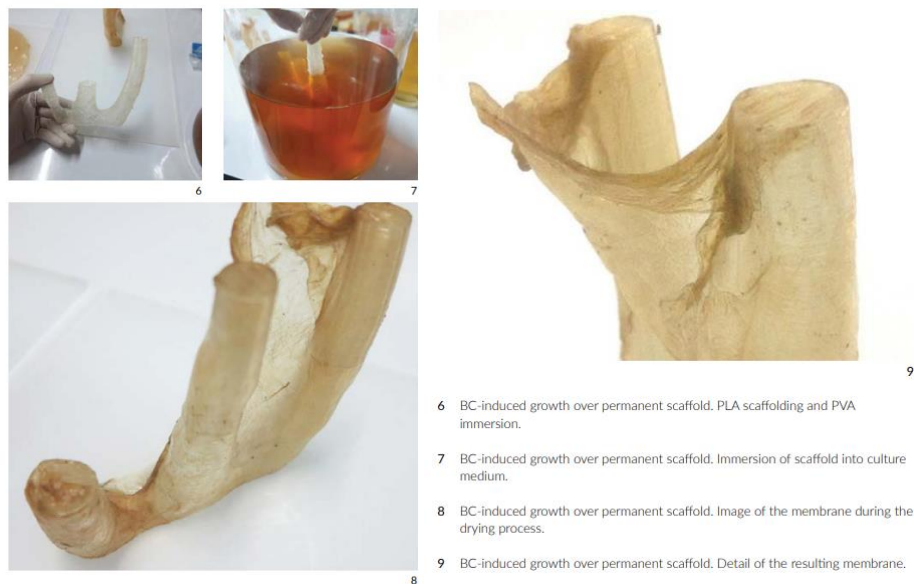 6
7
8
9
6 BC-induced growth over permanent scaffold. PLA scaffolding and PVA
immersion.
7 BC-induced growth over permanent scaffold. Immersion of scaffold into culture
medium.
8 BC-induced growth over permanent scaffold. Image of the membrane during the
drying process.
9 BC-induced growth over permanent scaffold. Detail of the resulting membrane.